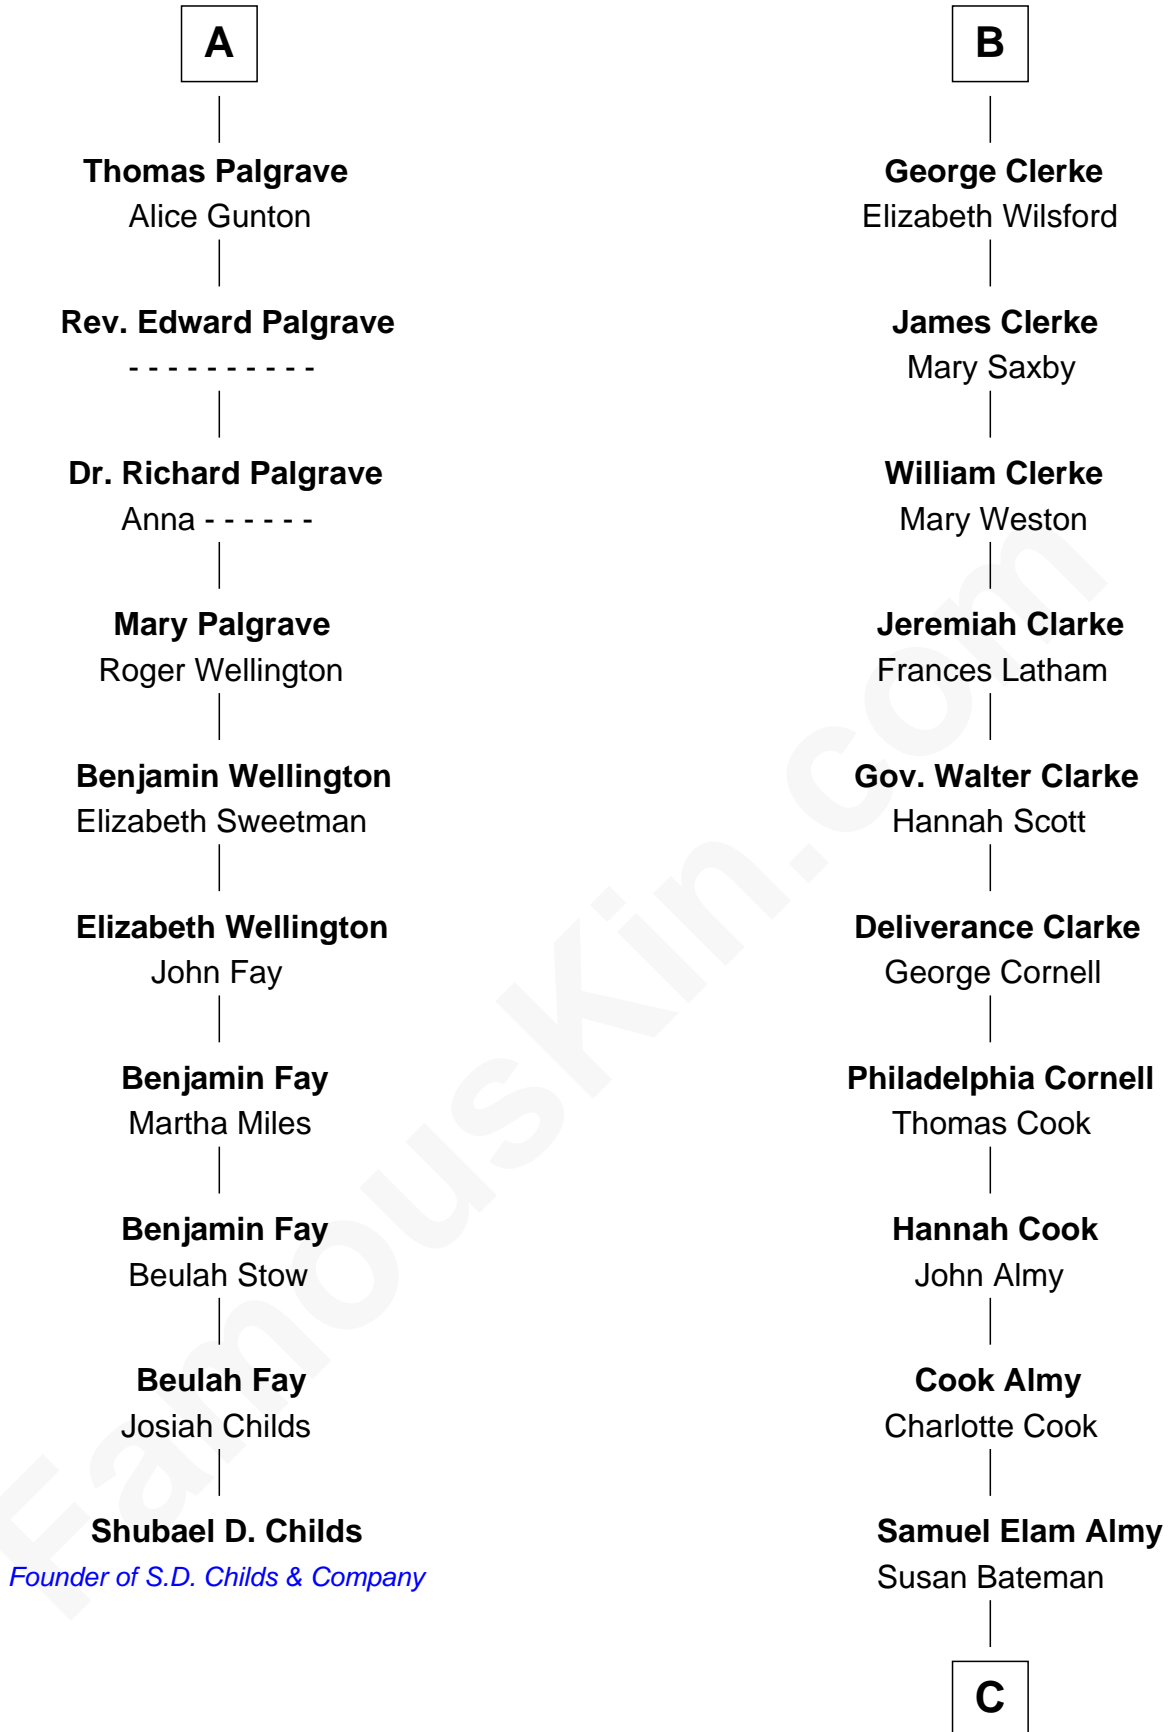 A
Thomas Palgrave
Alice Gunton
Rev. Edward Palgrave
- - - - - - - - - -
Dr. Richard Palgrave
Anna - - - - - -
Mary Palgrave
Roger Wellington
Benjamin Wellington
Elizabeth Sweetman
Elizabeth Wellington
John Fay
Benjamin Fay
Martha Miles
Benjamin Fay
Beulah Stow
Beulah Fay
Josiah Childs
Shubael D. Childs
Founder of S.D. Childs & Company
B
George Clerke
Elizabeth Wilsford
James Clerke
Mary Saxby
William Clerke
Mary Weston
Jeremiah Clarke
Frances Latham
Gov. Walter Clarke
Hannah Scott
Deliverance Clarke
George Cornell
Philadelphia Cornell
Thomas Cook
Hannah Cook
John Almy
Cook Almy
Charlotte Cook
Samuel Elam Almy
Susan Bateman
C
FamousKin.com